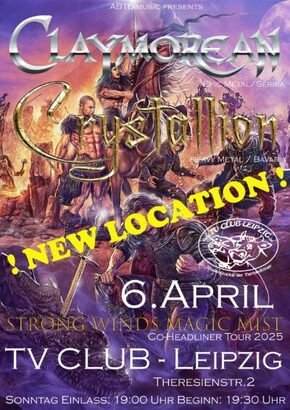 ABTB MUSIC PRESENTS
CLAYMOREAN
EPIC METAL/SERBIA
Crystallion
HEAVY METAL / BAVARIA
! NEW LOCATION !
TV CLUB LEIPZIG
6.April
STRONG WINDS MAGIC MIST
Co-Headliner Tour 2025
TV CLUB - Leipzig
Theresienstr.2
Sonntag Einlass: 19:00 Uhr Beginn: 19:30 Uhr